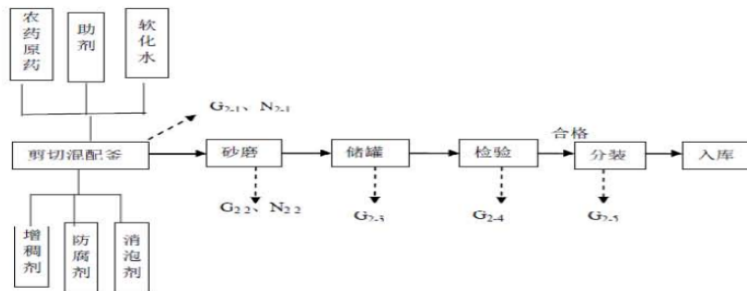 农药原药
助剂
软化水
G₂₋₁、N₂₋₁
合格
剪切混配釜
砂磨
储罐
检验
分装
入库
G₂₋₂、N₂₋₂
G₂₋₃
G₂₋₄
G₂₋₅
增稠剂
防腐剂
消泡剂